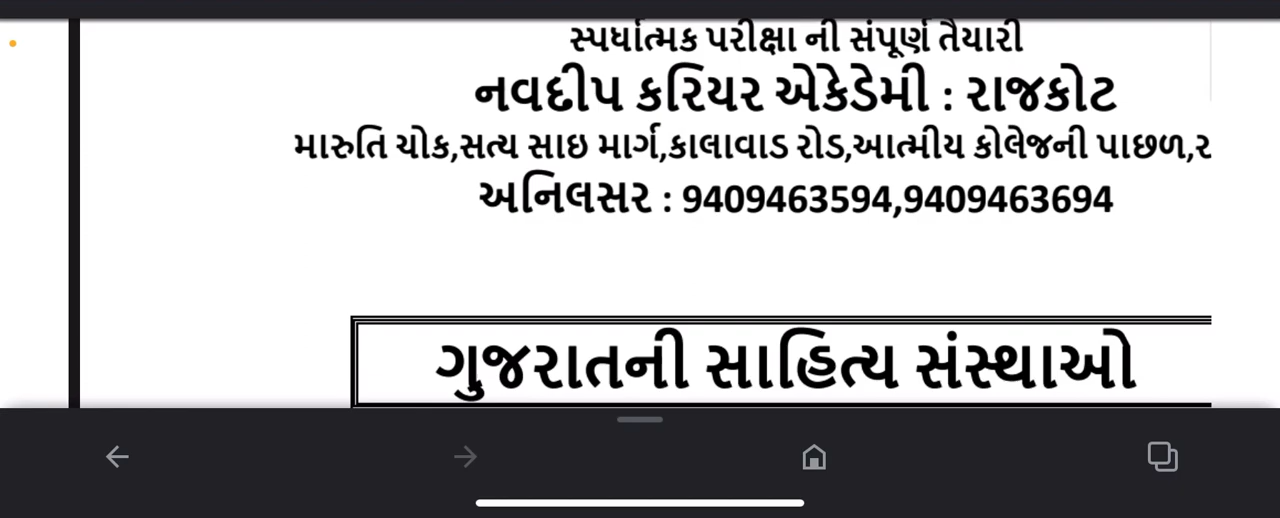 સ્પર્ધાત્મક પરીક્ષા ની સંપૂર્ણ તૈયારી
નવદીપ કરિયર એકેડેમી : રાજકોટ
મારુતિ ચોક,સત્ય સાઇ માર્ગ,કાલાવાડ રોડ,આત્મીય કોલેજની પાછળ,
અનિલસર : 9409463594,9409463694
ગુજરાતની સાહિત્ય સંસ્થાઓ